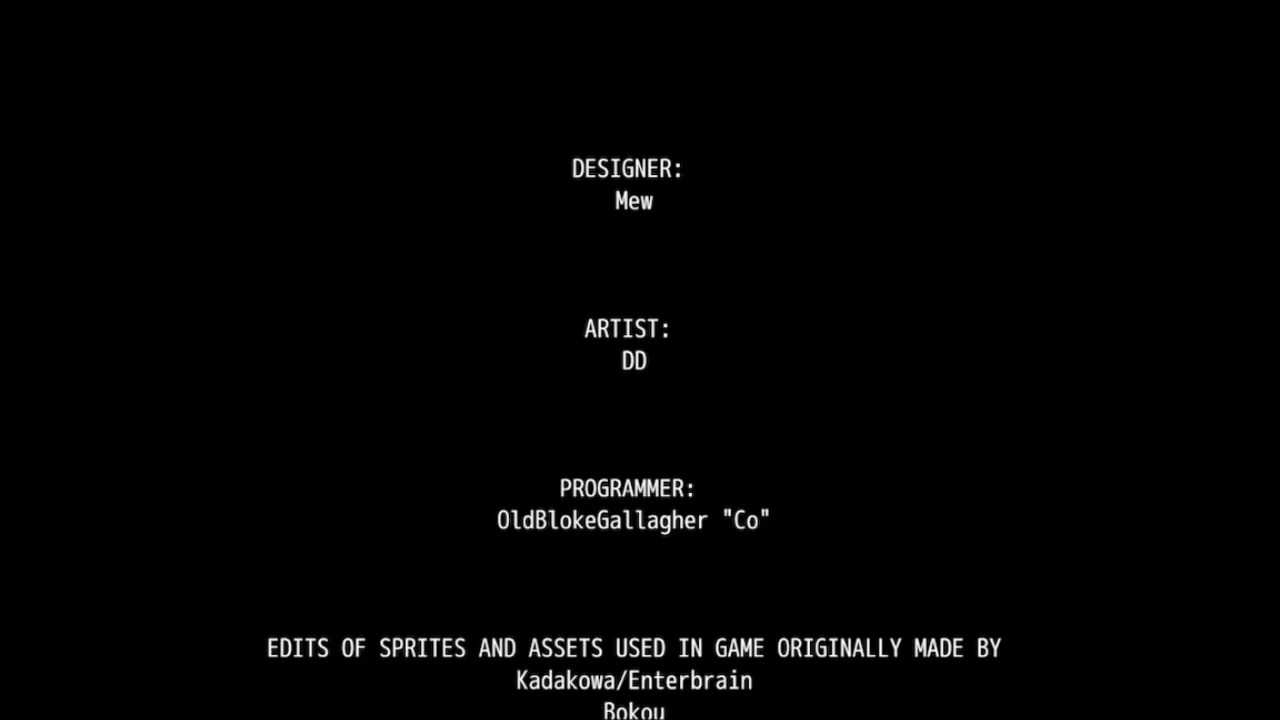 DESIGNER:
Mew
ARTIST:
DD
PROGRAMMER:
OldBlokeGallagher "Co"
EDITS OF SPRITES AND ASSETS USED IN GAME ORIGINALLY MADE BY
Kadakowa/Enterbrain
Bokou